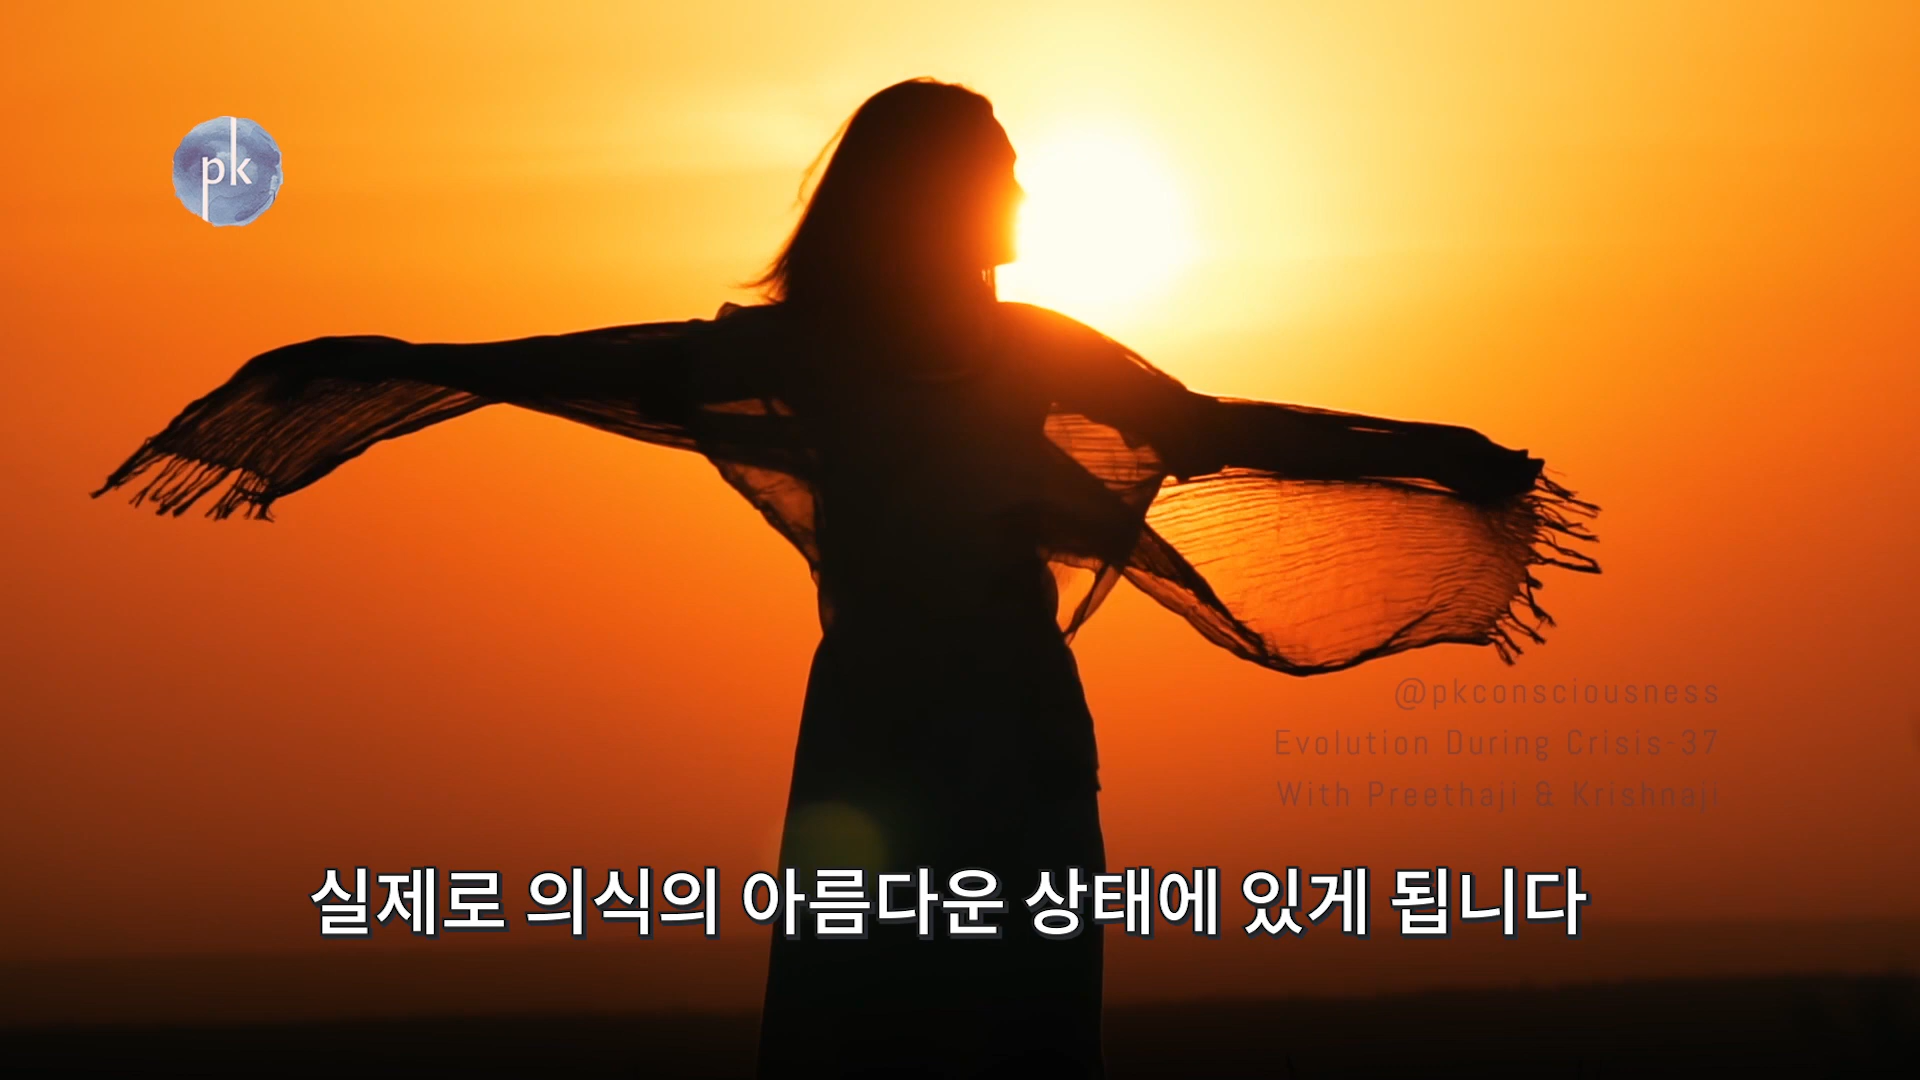 pk
@pkconsciousness
Evolution During Crisis-37
With Preethaji & Krishnaji
실제로 의식의 아름다운 상태에 있게 됩니다